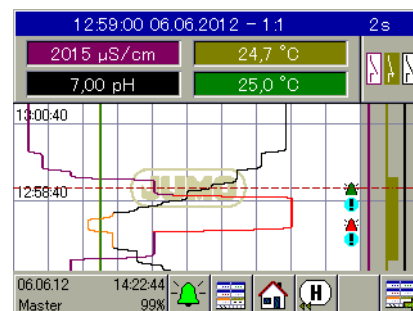 12:59:00 06.06.2012 - 1:1 2s
2015 µS/cm 24,7 °C
7,00 pH 25,0 °C
13:00:40
JUMO
12:58:40
06.06.12 14:22:44
Master 99%
H